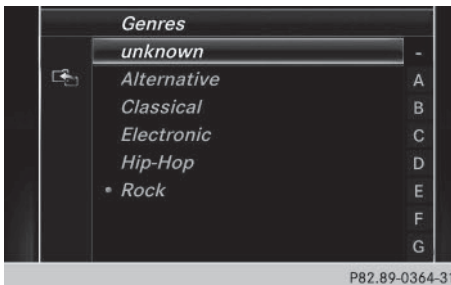 Genres
unknown -
Alternative A
Classical B
Electronic C
Hip-Hop D
• Rock E
F
G
P82.89-0364-31